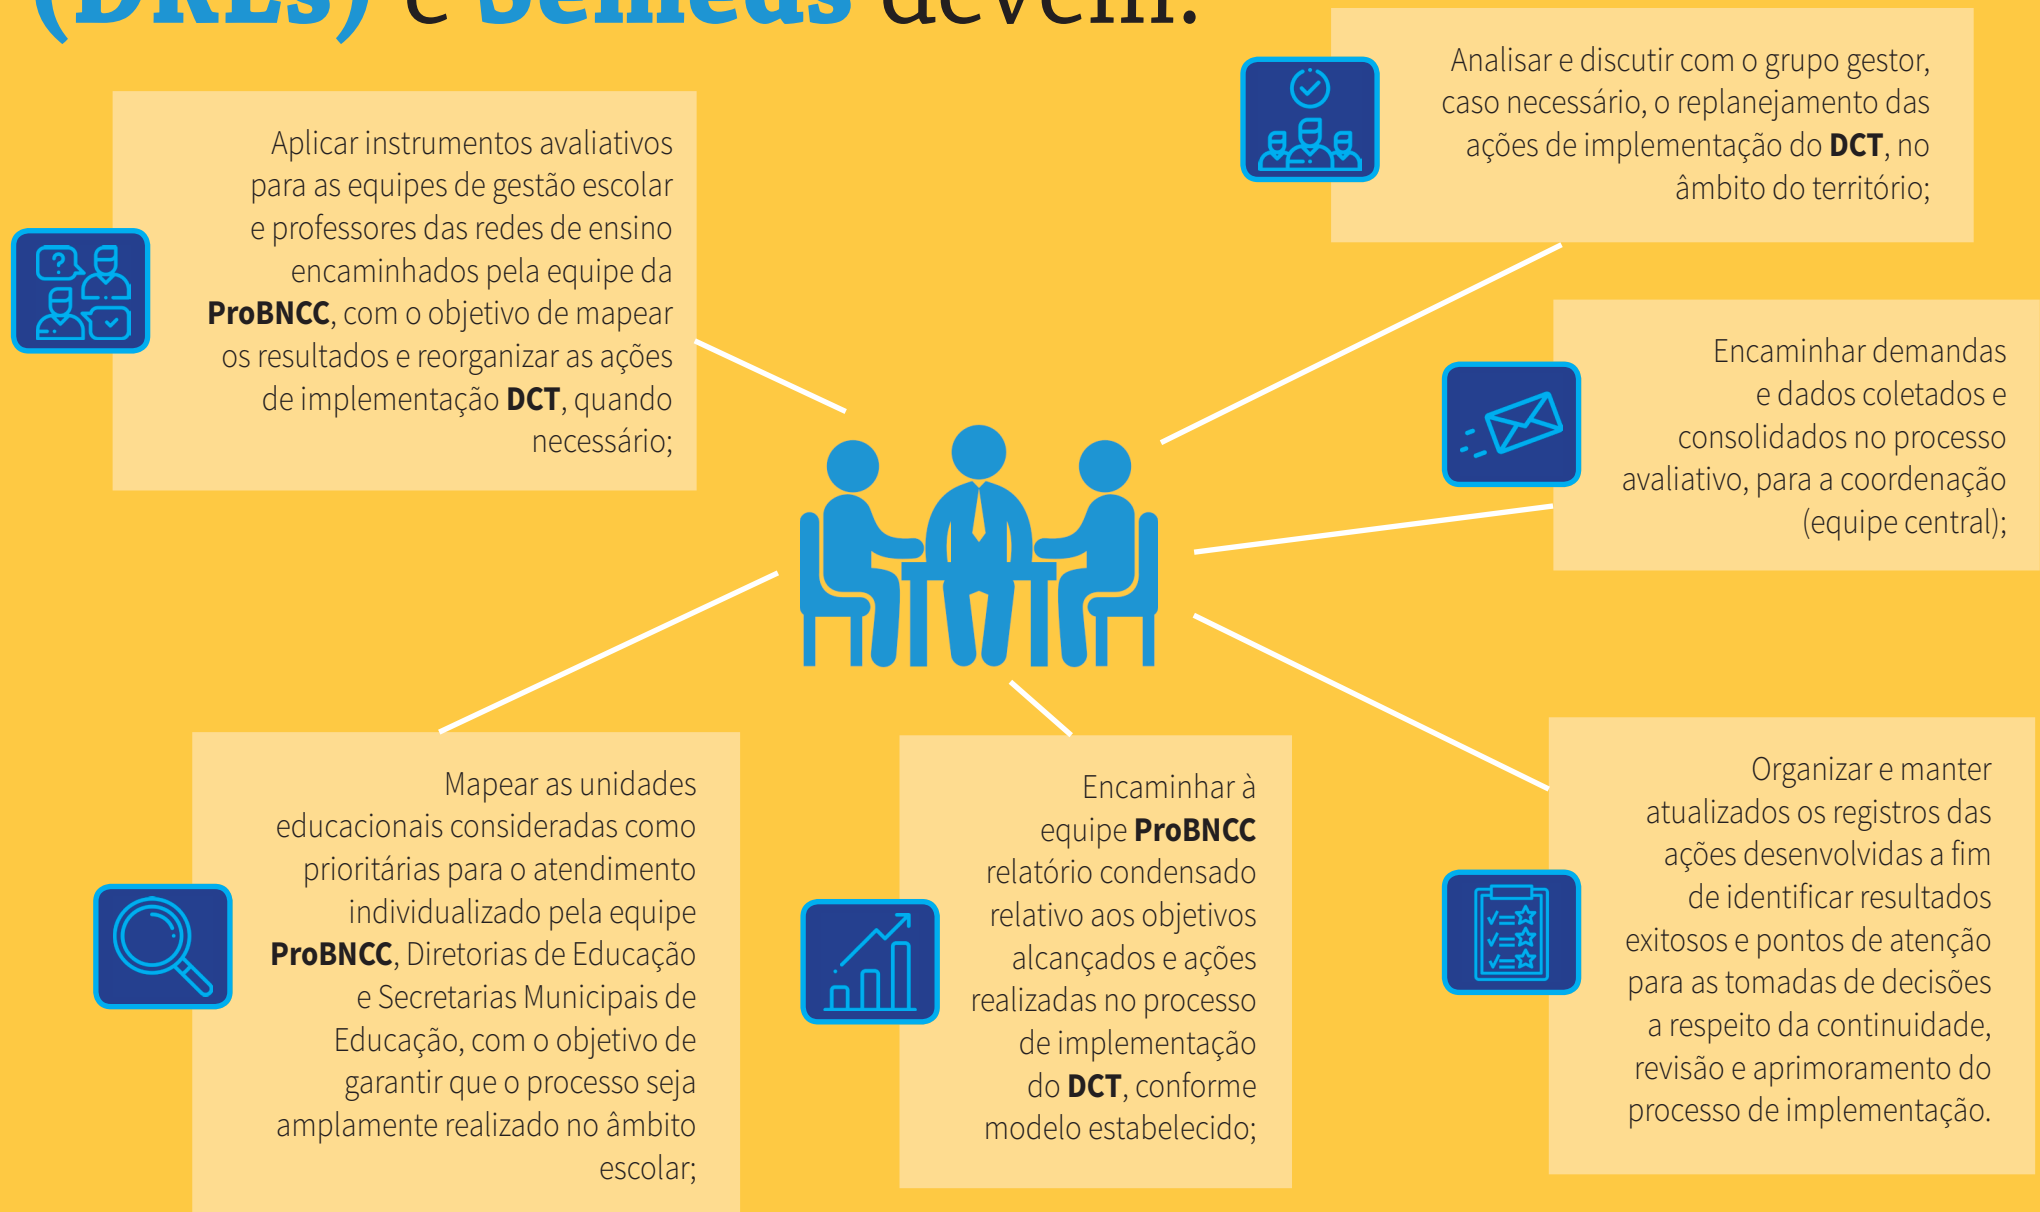 (DREs) e Semeds devem:
Aplicar instrumentos avaliativos
para as equipes de gestão escolar
e professores das redes de ensino
encaminhados pela equipe da
ProBNCC, com o objetivo de mapear
os resultados e reorganizar as ações
de implementação DCT, quando
necessário;
Analisar e discutir com o grupo gestor,
caso necessário, o replanejamento das
ações de implementação do DCT, no
âmbito do território;
Encaminhar demandas
e dados coletados e
consolidados no processo
avaliativo, para a coordenação
(equipe central);
Mapear as unidades
educacionais consideradas como
prioritárias para o atendimento
individualizado pela equipe
ProBNCC, Diretorias de Educação
e Secretarias Municipais de
Educação, com o objetivo de
garantir que o processo seja
amplamente realizado no âmbito
escolar;
Encaminhar à
equipe ProBNCC
relatório condensado
relativo aos objetivos
alcançados e ações
realizadas no processo
de implementação
do DCT, conforme
modelo estabelecido;
Organizar e manter
atualizados os registros das
ações desenvolvidas a fim
de identificar resultados
exitosos e pontos de atenção
para as tomadas de decisões
a respeito da continuidade,
revisão e aprimoramento do
processo de implementação.